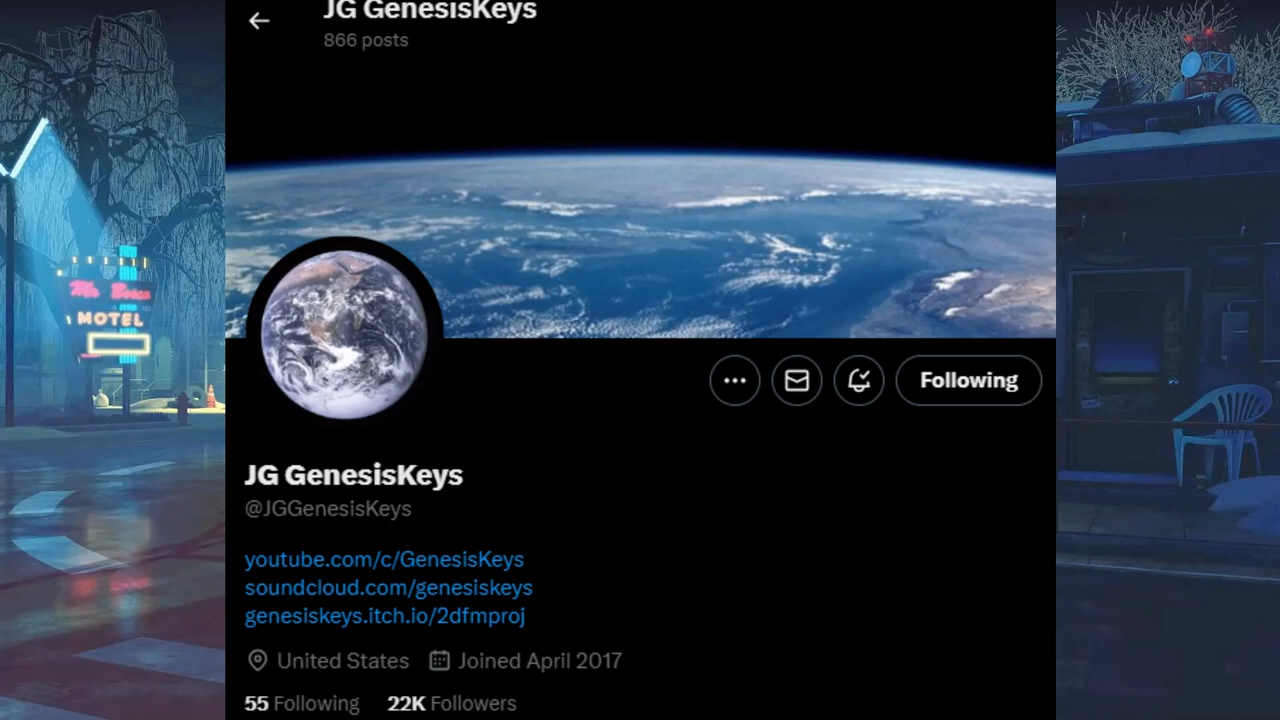 JG GenesisKeys
866 posts
Following
JG GenesisKeys
@JGGenesisKeys
youtube.com/c/GenesisKeys
soundcloud.com/genesiskeys
genesiskeys.itch.io/2dfmproj
United States Joined April 2017
55 Following 22K Followers
MOTEL